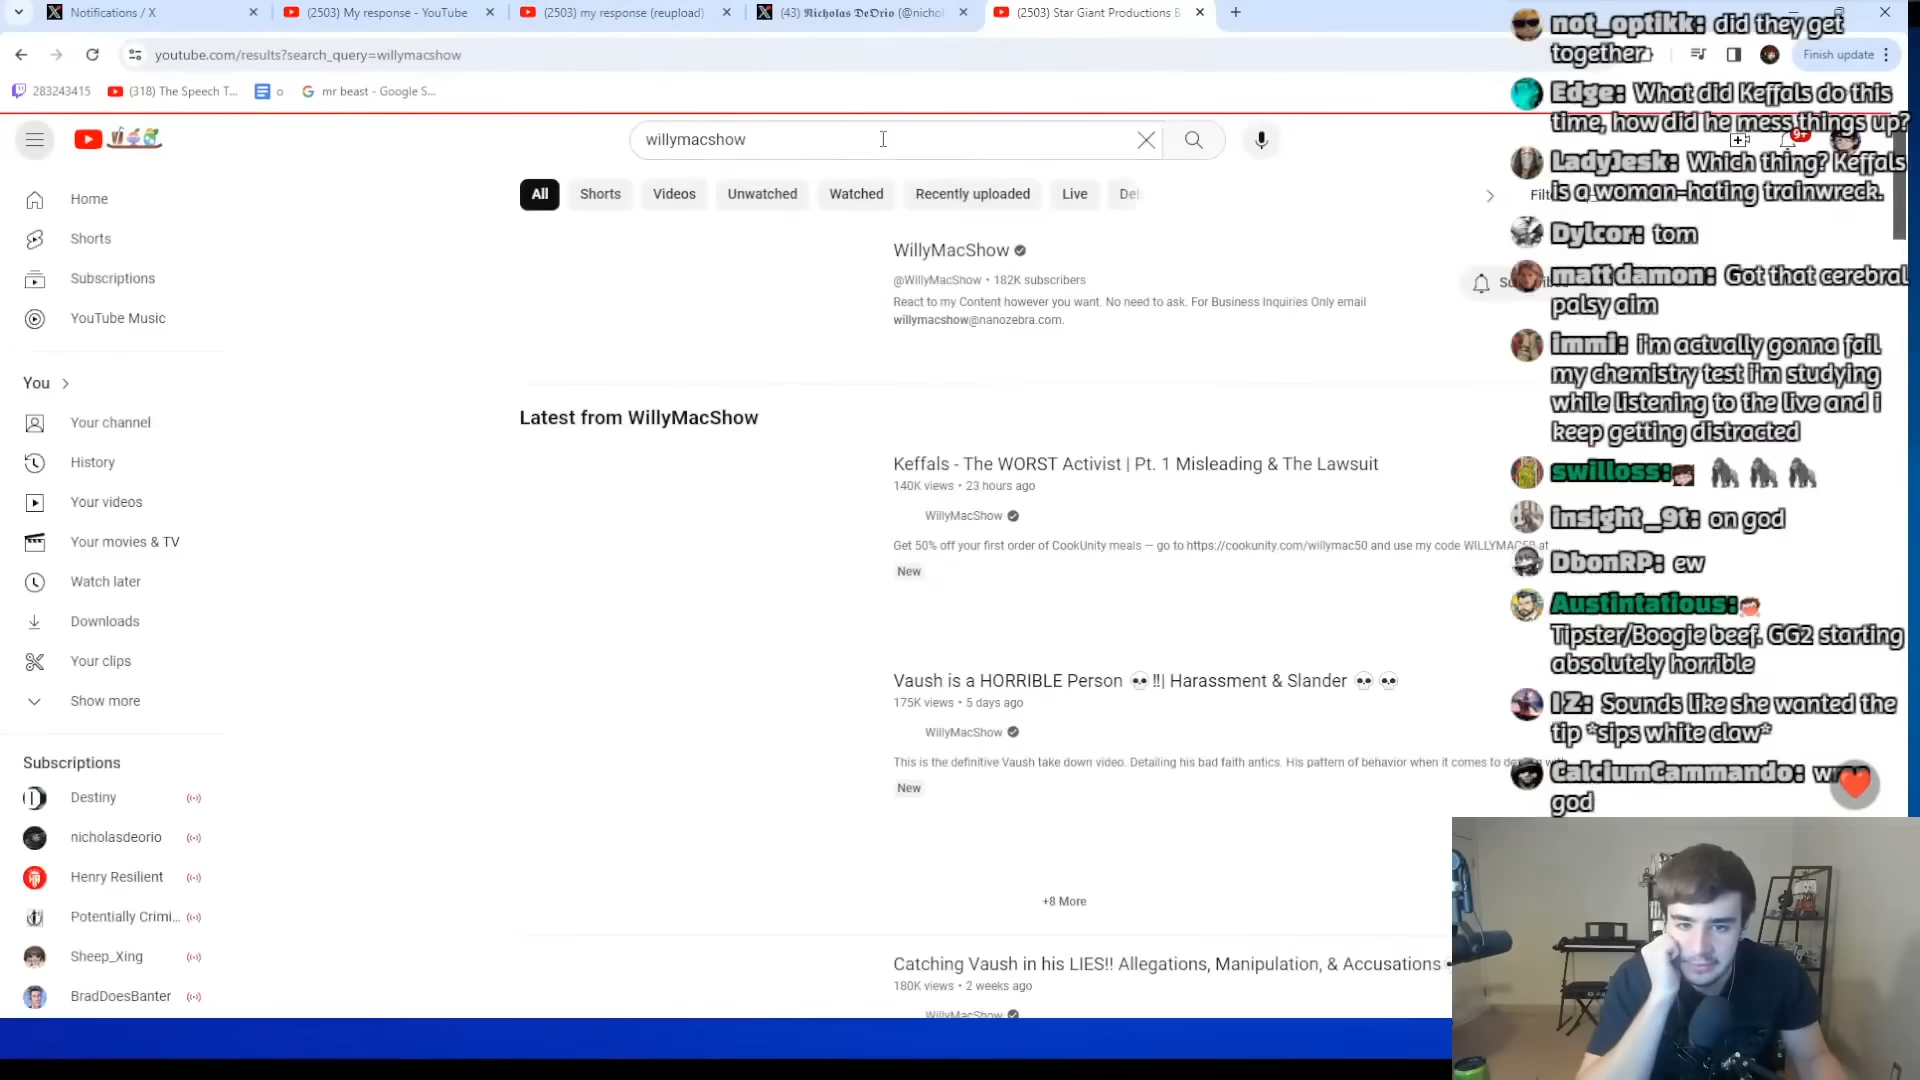 Notifications / X
(2503) My response - YouTube
(2503) my response (reupload)
(43) Nicholas DeOrio (@nichol
(2503) Star Giant Productions B
youtube.com/results?search_query=willymacshow
Finish update
283243415
(318) The Speech T...
o
mr beast - Google S...
willymacshow
9+
All
Shorts
Videos
Unwatched
Watched
Recently uploaded
Live
Home
Shorts
Subscriptions
YouTube Music
You
Your channel
History
Your videos
Your movies & TV
Watch later
Downloads
Your clips
Show more
Subscriptions
Destiny
nicholasdeorio
Henry Resilient
Potentially Crimi...
Sheep_Xing
BradDoesBanter
WillyMacShow
@WillyMacShow • 182K subscribers
React to my Content however you want. No need to ask. For Business Inquiries Only email
willymacshow@nanozebra.com.
Latest from WillyMacShow
Keffals - The WORST Activist | Pt. 1 Misleading & The Lawsuit
140K views • 23 hours ago
WillyMacShow
Get 50% off your first order of CookUnity meals — go to https://cookunity.com/willymac50 and use my code WILLYMAC50 at
New
Vaush is a HORRIBLE Person 💀‼| Harassment & Slander 💀 💀
175K views • 5 days ago
WillyMacShow
This is the definitive Vaush take down video. Detailing his bad faith antics. His pattern of behavior when it comes to
New
+8 More
Catching Vaush in his LIES!! Allegations, Manipulation, & Accusations
180K views • 2 weeks ago
WillyMacShow
not_optikk: did they get
together
Edge: What did Keffals do this
time, how did he mess things up?
LadyJesk: Which thing? Keffals
is a woman-hating trainwreck.
Dylcor: tom
matt damon: Got that cerebral
palsy aim
immi: i'm actually gonna fail
my chemistry test i'm studying
while listening to the live and i
keep getting distracted
swilloss: 🦍 🦍 🦍
insight_9t: on god
DbonRP: ew
Austintatious:
Tipster/Boogie beef. GG2 starting
absolutely horrible
IZ: Sounds like she wanted the
tip *sips white claw*
CalciumCammando:
god